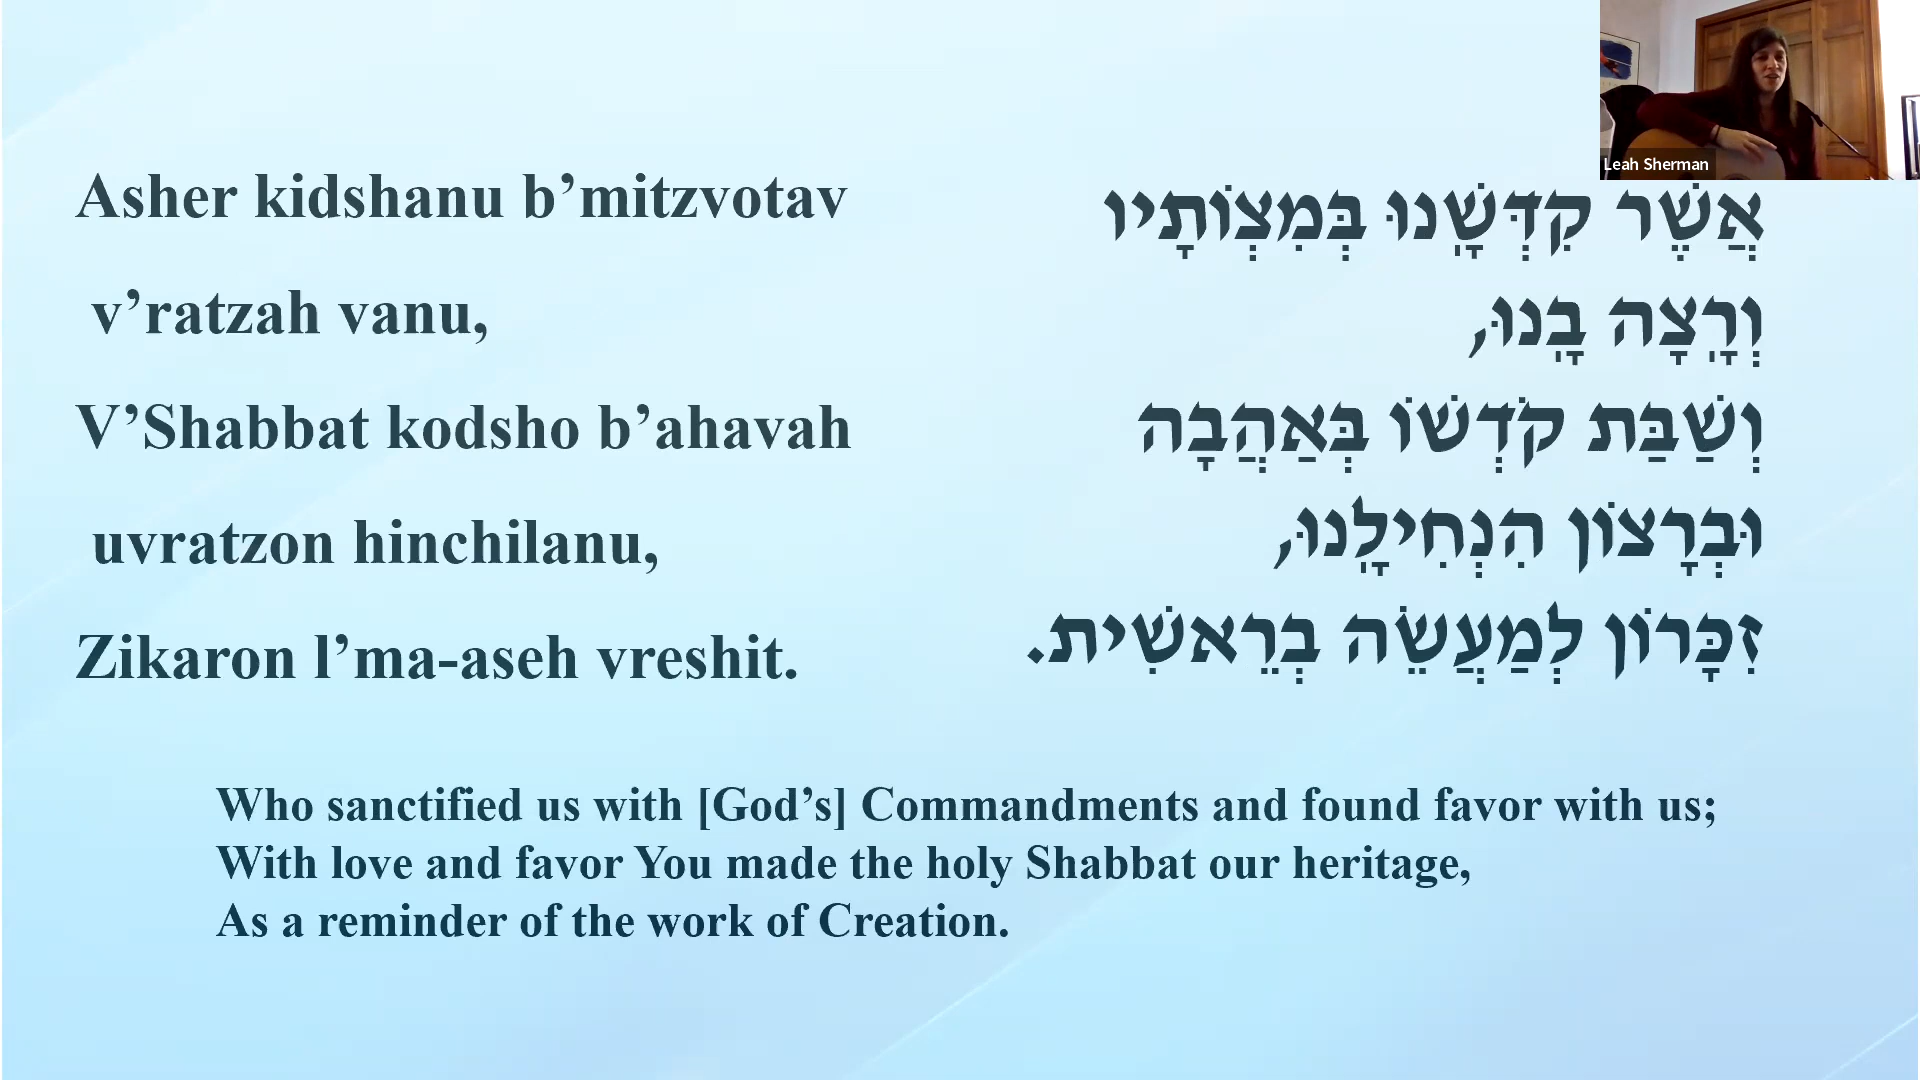 Leah Sherman
Asher kidshanu b’mitzvotav
v’ratzah vanu,
V’Shabbat kodsho b’ahavah
uvratzon hinchilanu,
Zikaron l’ma-aseh vreshit.
אֲשֶׁר קִדְּשָֽׁנוּ בְּמִצְוֹתָיו
וְרָֽצָה בָֽנוּ,
וְשַׁבַּת קָדְשׁוֹ בְּאַהֲבָה
וּבְרָצוֹן הִנְחִילָֽנוּ,
זִכָּרוֹן לְמַעֲשֵׂה בְרֵאשִׁית.
Who sanctified us with [God’s] Commandments and found favor with us;
With love and favor You made the holy Shabbat our heritage,
As a reminder of the work of Creation.